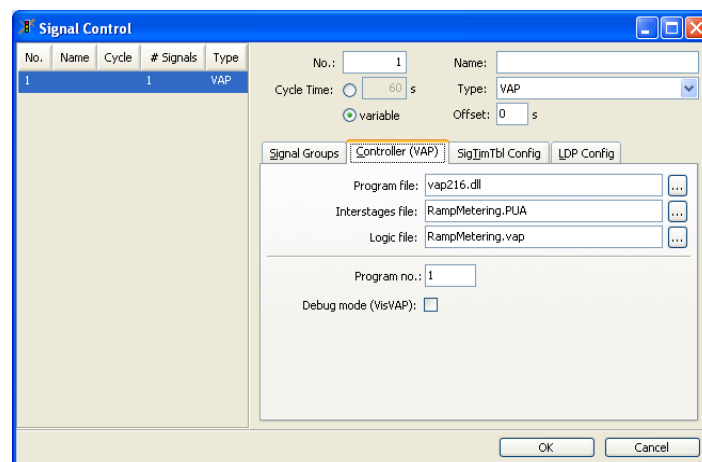 Signal Control
No. Name Cycle # Signals Type
1 1 VAP
No.: 1 Name:
Cycle Time: 60 s Type: VAP
variable Offset: 0 s
Signal Groups Controller (VAP) SigTimTbl Config LDP Config
Program file: vap216.dll ...
Interstages file: RampMetering.PUA ...
Logic file: RampMetering.vap ...
Program no.: 1
Debug mode (VisVAP):
OK Cancel